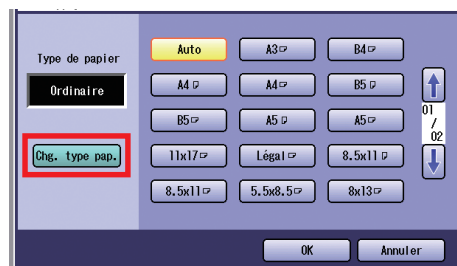 Type de papier
Ordinaire
Chg. type pap.
Auto A3 B4
A4 A4 B5
B5 A5 A5
11x17 Légal 8.5x11
8.5x11 5.5x8.5 8x13
01
/
02
OK Annuler